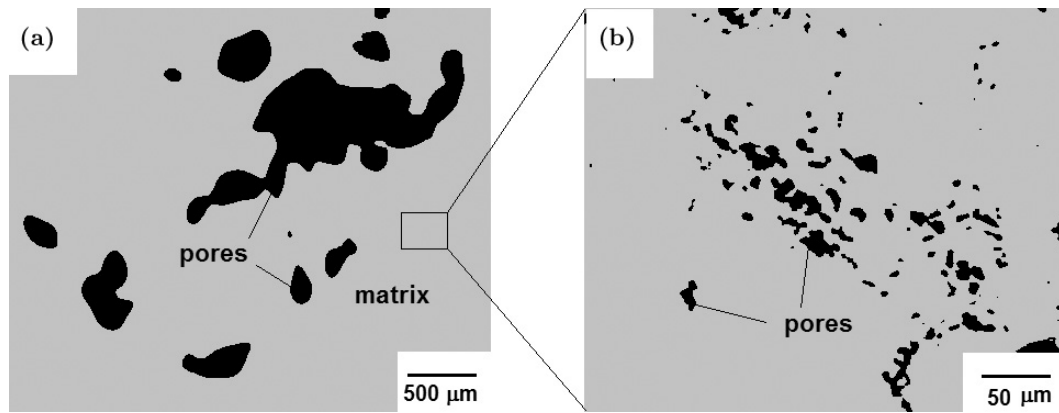 (a)
pores
matrix
500 μm
(b)
pores
50 μm